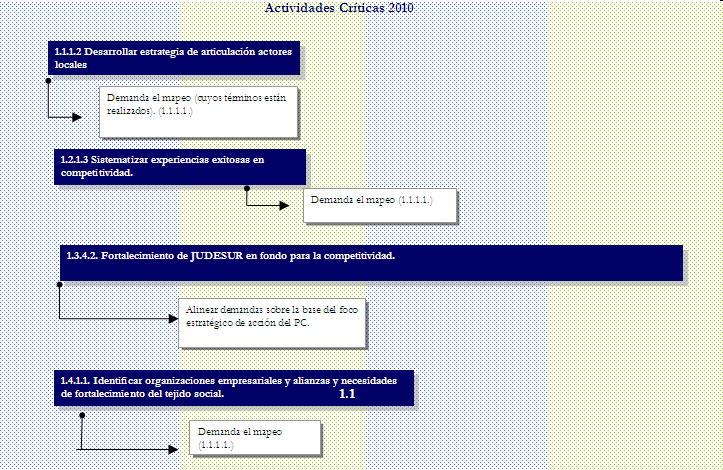 Actividades Críticas 2010
1.1.1.2 Desarrollar estrategia de articulación actores
locales
Demanda el mapeo (cuyos términos están
realizados). (1.1.1.1.)
1.2.1.3 Sistematizar experiencias exitosas en
competitividad.
Demanda el mapeo (1.1.1.1.)
1.3.4.2. Fortalecimiento de JUDESUR en fondo para la competitividad.
Alinear demandas sobre la base del foco
estratégico de acción del PC.
1.4.1.1. Identificar organizaciones empresariales y alianzas y necesidades
de fortalecimiento del tejido social. 1.1
Demanda el mapeo
(1.1.1.1.)